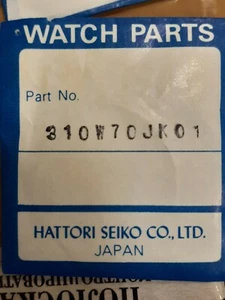 WATCH PARTS
Part No.
310W70JK01
HATTORI SEIKO CO., LTD.
JAPAN